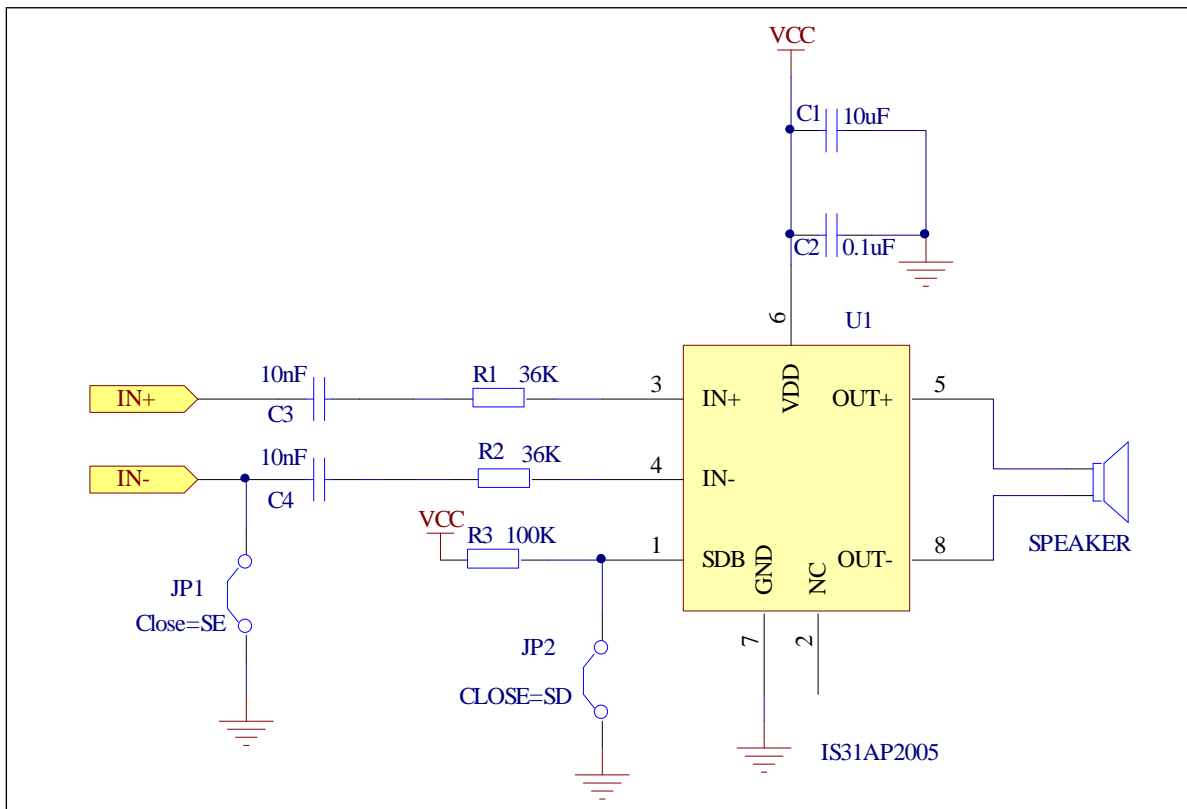 VCC
C1 10uF
C2 0.1uF
6
U1
10nF
C3
R1 36K
3
IN+
IN+
VDD
OUT+
5
10nF
C4
R2 36K
4
IN-
IN-
VCC
R3 100K
1
SDB
GND
NC
OUT-
8
SPEAKER
JP1
Close=SE
7
2
JP2
CLOSE=SD
IS31AP2005